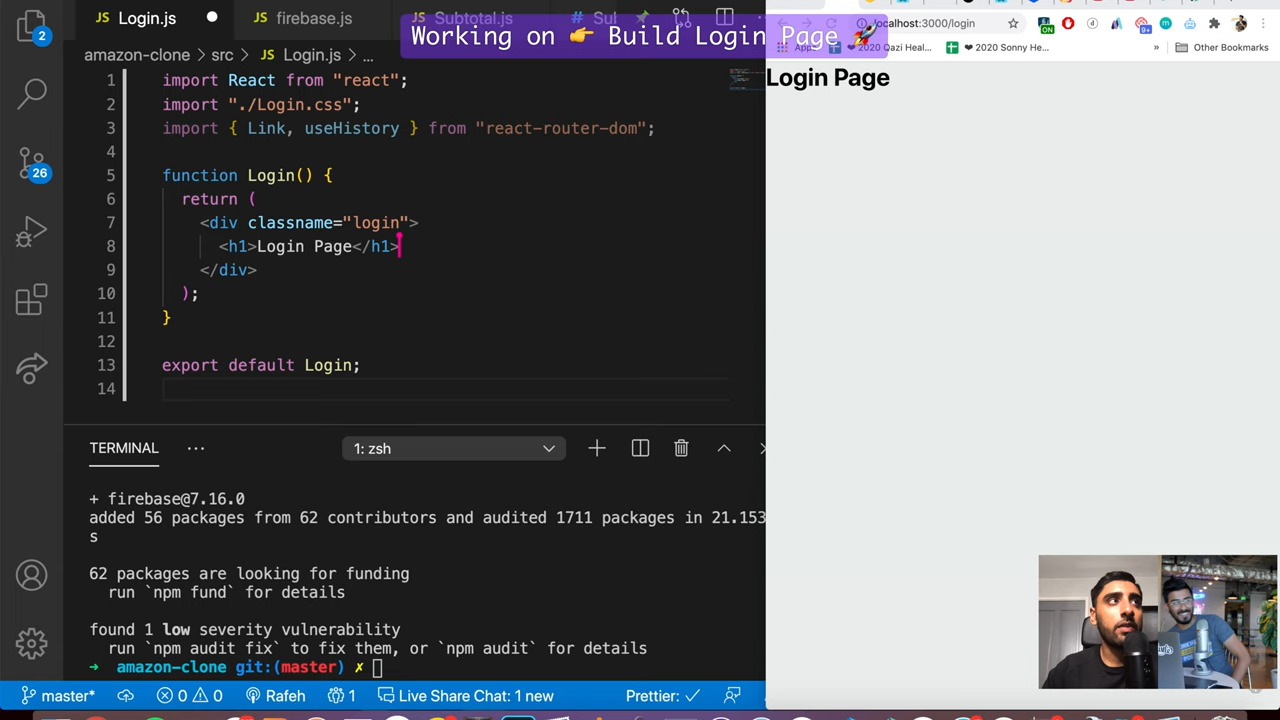 Login.js
firebase.js
Subtotal.js
# Sul
Working on 👉 Build Login Page 🚀
localhost:3000/login
amazon-clone > src > JS Login.js > ...
Apps
❤ 2020 Qazi Heal...
❤ 2020 Sonny He...
»
Other Bookmarks
1 import React from "react";
2 import "./Login.css";
3 import { Link, useHistory } from "react-router-dom";
4
5 function Login() {
6 return (
7 <div classname="login">
8 <h1>Login Page</h1>
9 </div>
10 );
11 }
12
13 export default Login;
14
Login Page
2
26
ON
9+
TERMINAL
...
1: zsh
+ firebase@7.16.0
added 56 packages from 62 contributors and audited 1711 packages in 21.153
s
62 packages are looking for funding
run `npm fund` for details
found 1 low severity vulnerability
run `npm audit fix` to fix them, or `npm audit` for details
➜ amazon-clone git:(master) ✗
master*
0
0
Rafeh
1
Live Share Chat: 1 new
Prettier: ✓